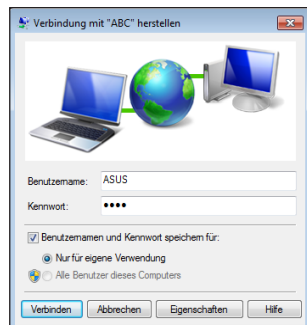 Verbindung mit "ABC" herstellen
Benutzername: ASUS
Kennwort: ••••
Benutzernamen und Kennwort speichern für:
Nur für eigene Verwendung
Alle Benutzer dieses Computers
Verbinden Abbrechen Eigenschaften Hilfe